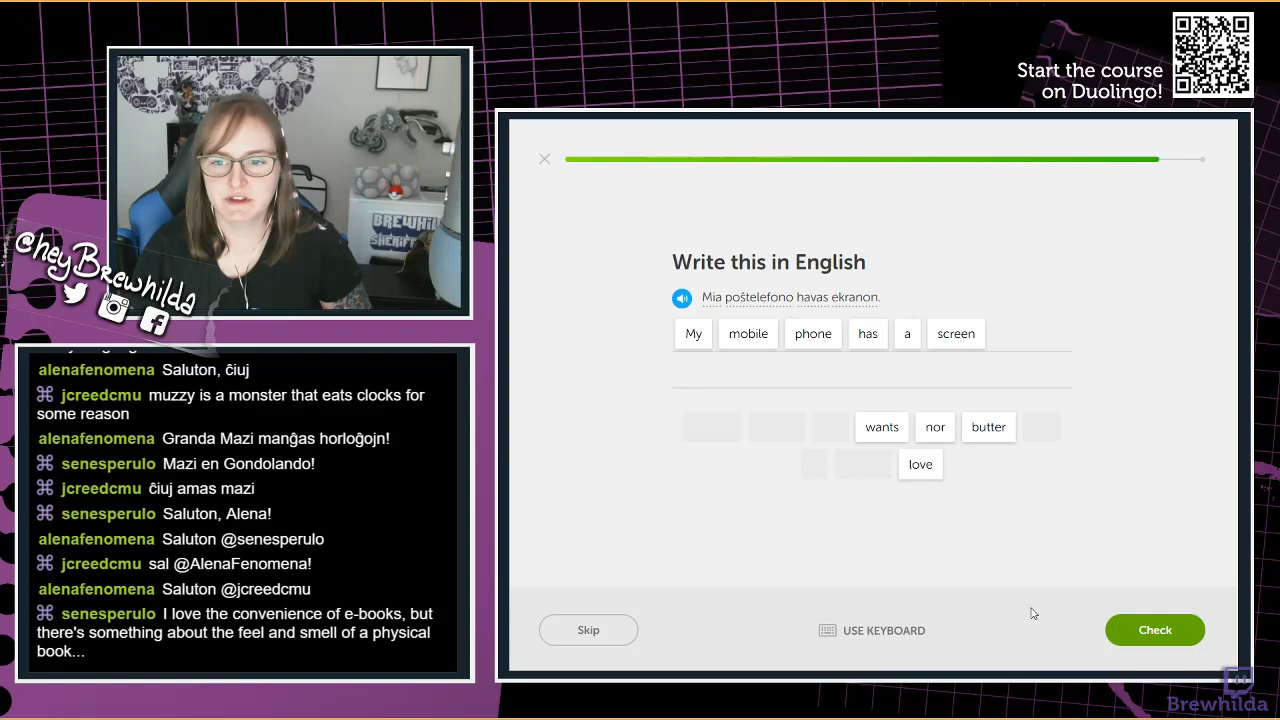 Start the course
on Duolingo!
BREWHIL
SHERIFF
@heyBrewhilda
alenafenomena Saluton, ĉiuj
jcreedcmu muzzy is a monster that eats clocks for
some reason
alenafenomena Granda Mazi manĝas horloĝojn!
senesperulo Mazi en Gondolando!
jcreedcmu ĉiuj amas mazi
senesperulo Saluton, Alena!
alenafenomena Saluton @senesperulo
jcreedcmu sal @AlenaFenomena!
alenafenomena Saluton @jcreedcmu
senesperulo I love the convenience of e-books, but
there's something about the feel and smell of a physical
book...
Write this in English
Mia poŝtelefono havas ekranon.
My mobile phone has a screen
wants nor butter
love
Skip
USE KEYBOARD
Check
Brewhilda